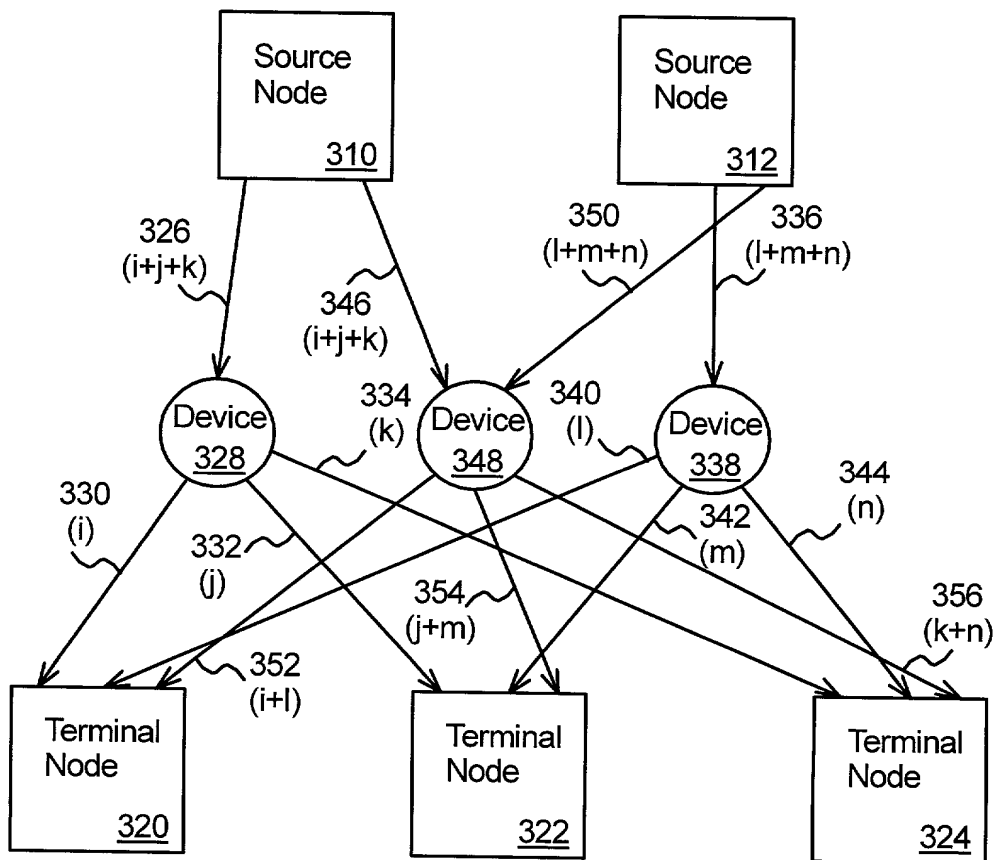 Source
Node
310
Source
Node
312
326
(i+j+k)
346
(i+j+k)
350
(l+m+n)
336
(l+m+n)
Device
328
334
(k)
Device
348
340
(l)
Device
338
330
(i)
332
(j)
342
(m)
344
(n)
354
(j+m)
356
(k+n)
352
(i+l)
Terminal
Node
320
Terminal
Node
322
Terminal
Node
324